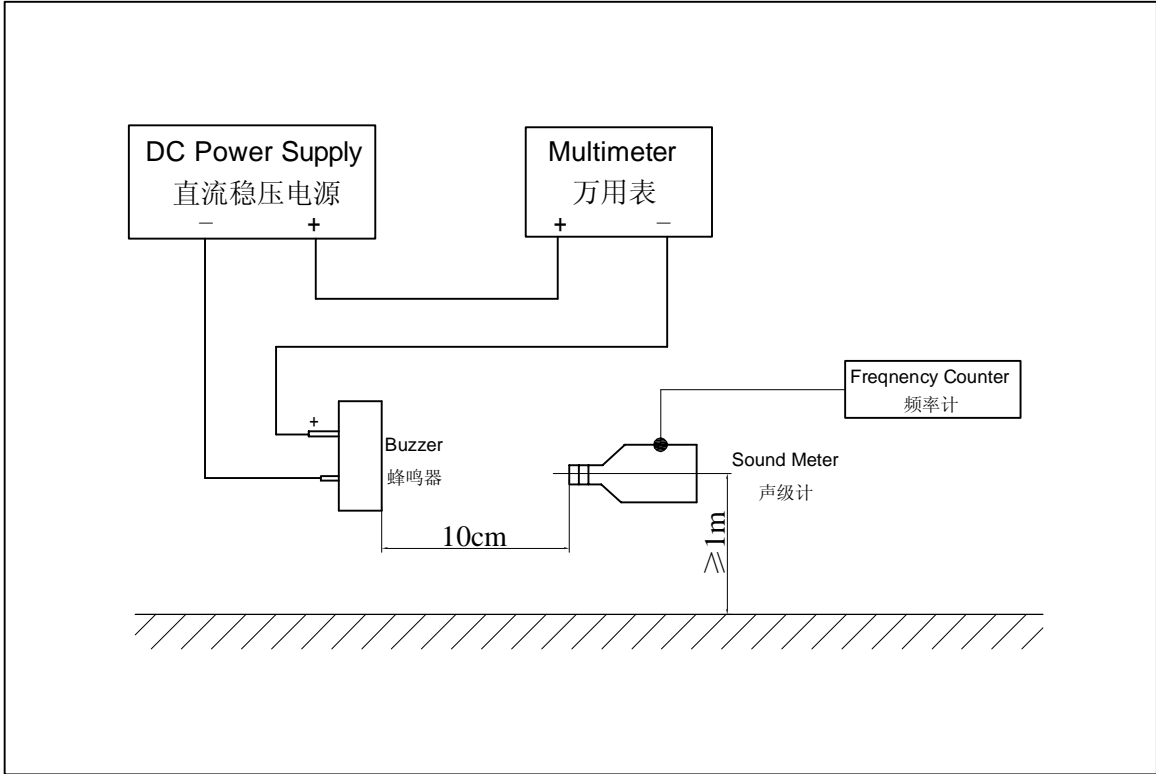 DC Power Supply
直流稳压电源
− +
Multimeter
万用表
+ −
Freqnency Counter
频率计
+
Buzzer
蜂鸣器
Sound Meter
声级计
10cm
≥1m